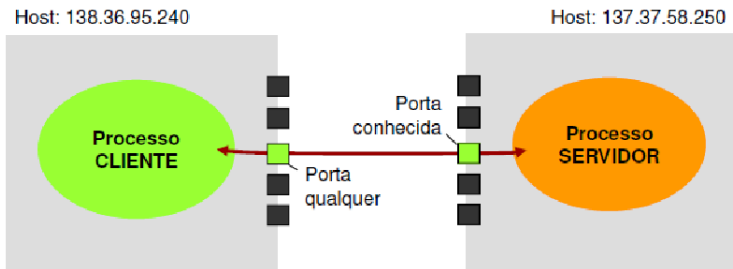 Host: 138.36.95.240
Host: 137.37.58.250
Porta
conhecida
Processo
CLIENTE
Processo
SERVIDOR
Porta
qualquer